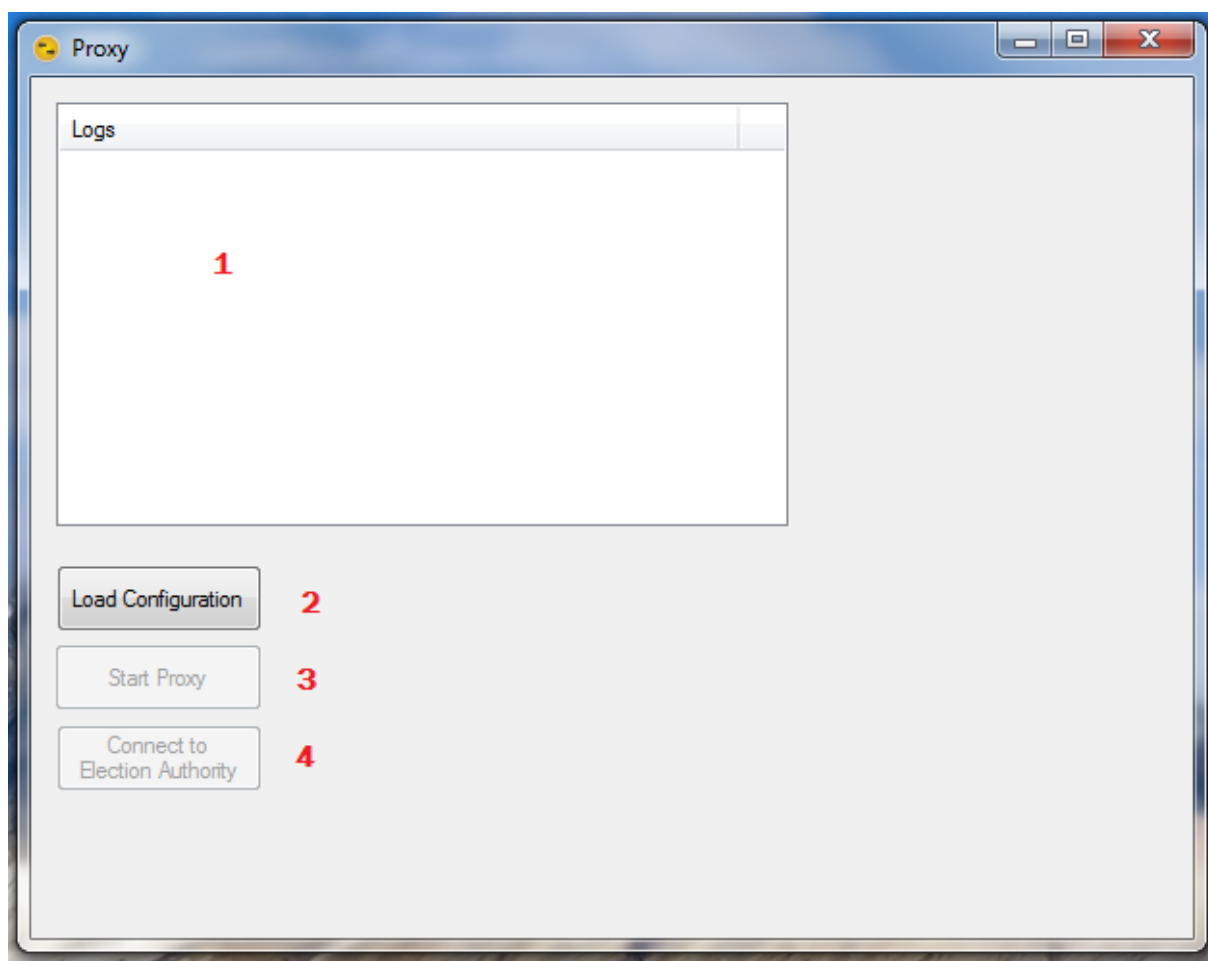 Proxy
Logs
1
Load Configuration
2
Start Proxy
3
Connect to
Election Authority
4